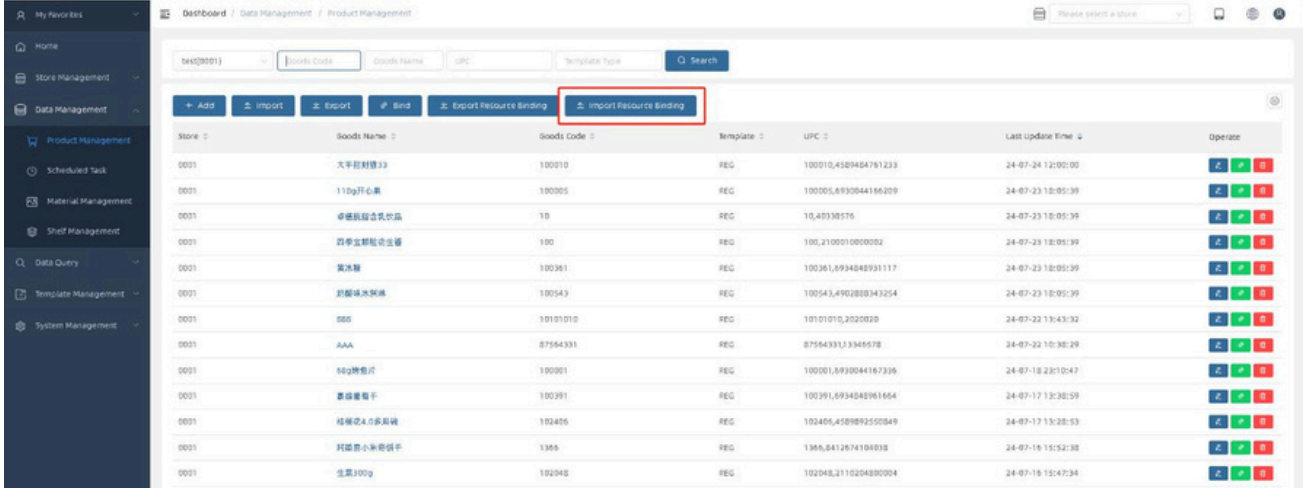 My Favorites
Dashboard / Data Management / Product Management
Please select a store
Home
Store Management
Data Management
Product Management
Scheduled Task
Material Management
Shelf Management
Data Query
Template Management
System Management
test(0001) Goods Code Goods Name UPC Template Type Search
+ Add Import Export Bind Export Resource Binding Import Resource Binding
Store Goods Name Goods Code Template UPC Last Update Time Operate
0001 100010 REG 100010,4589484761233 24-07-24 12:00:00
0001 110g开心果 100005 REG 100005,6930044166209 24-07-23 18:05:39
0001 10 REG 10,40338576 24-07-23 18:05:39
0001 100 REG 100,2100010000002 24-07-23 18:05:39
0001 100361 REG 100361,6934848931117 24-07-23 18:05:39
0001 100543 REG 100543,4902888343254 24-07-23 18:05:39
0001 10101010 REG 10101010,2020020 24-07-22 13:43:32
0001 AAA 87564331 REG 87564331,13346578 24-07-22 10:38:29
0001 100001 REG 100001,6930044167336 24-07-18 23:10:47
0001 100391 REG 100391,6934848961664 24-07-17 13:38:59
0001 102406 REG 102406,4589892550849 24-07-17 13:28:53
0001 1366 REG 1366,8412674104038 24-07-16 15:52:38
0001 生菜300g 102048 REG 102048,2110204800004 24-07-16 15:47:34